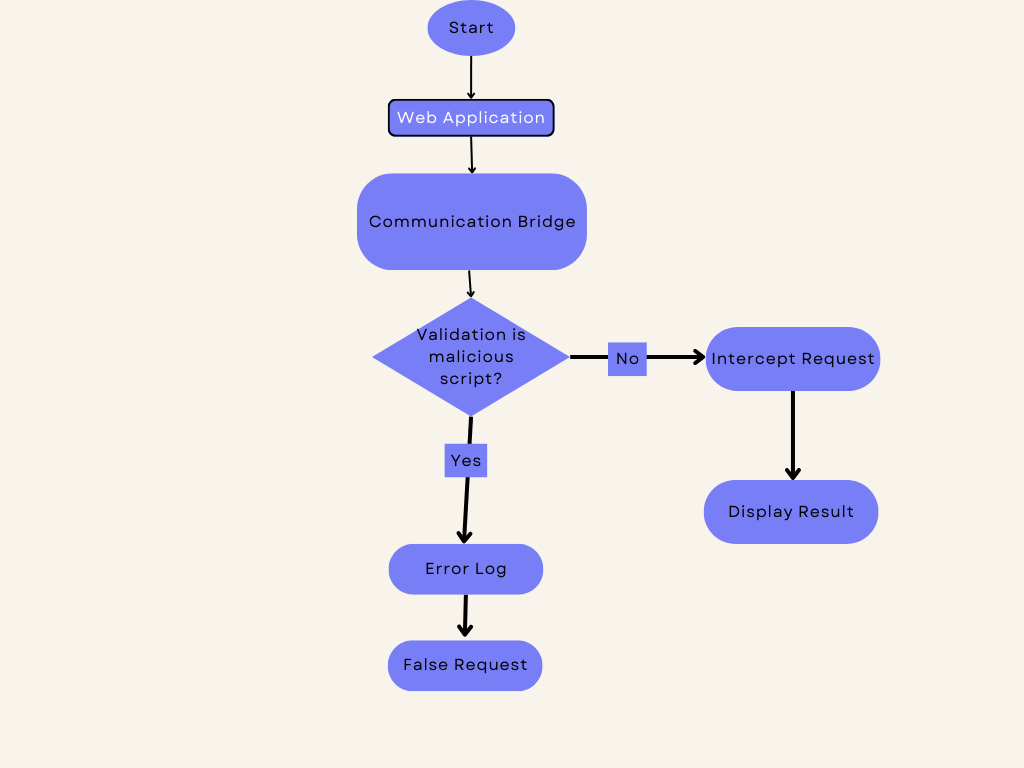 Start
Web Application
Communication Bridge
Validation is
malicious
script?
No
Intercept Request
Yes
Display Result
Error Log
False Request